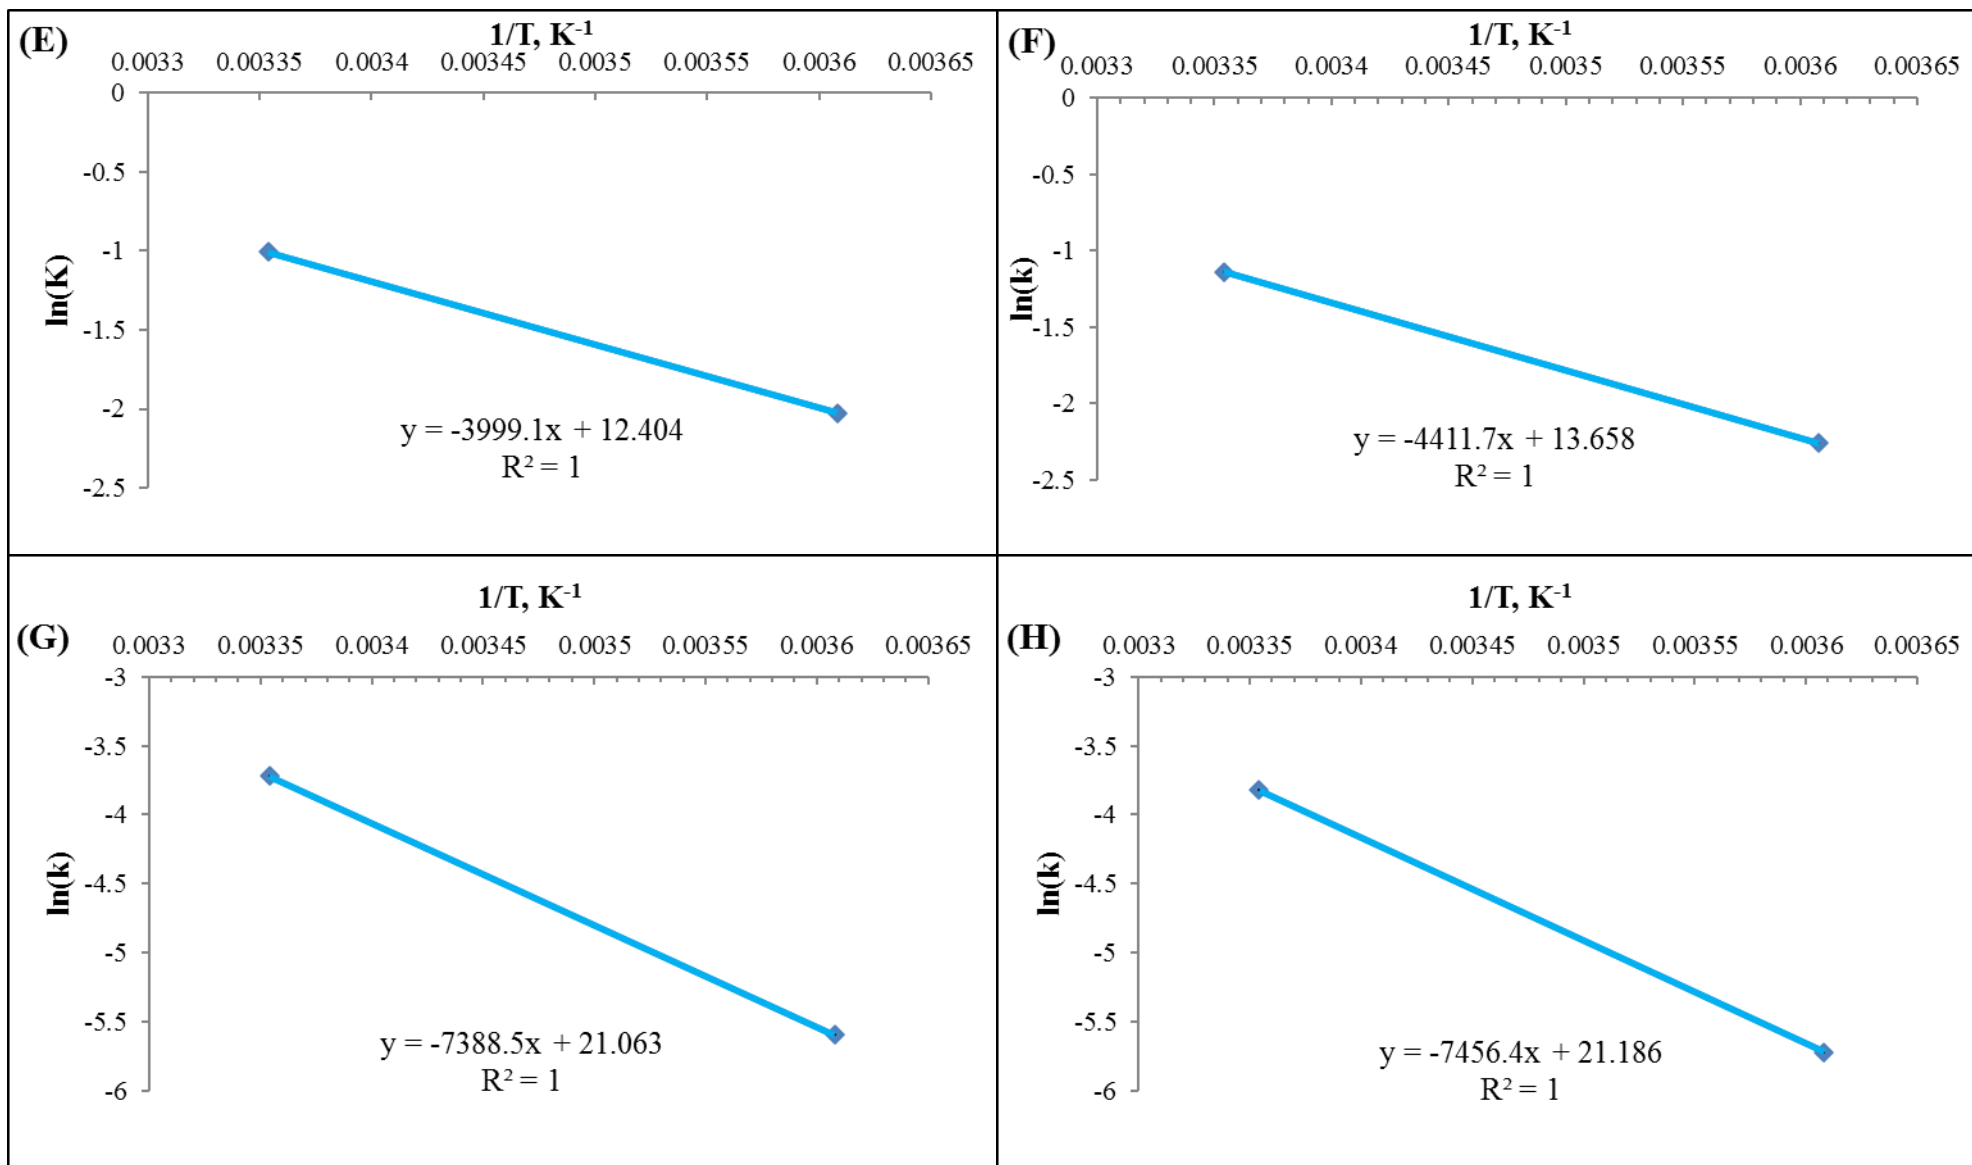 (E)
1/T, K⁻¹
0.0033 0.00335 0.0034 0.00345 0.0035 0.00355 0.0036 0.00365
0
-0.5
-1
-1.5
-2
-2.5
ln(K)
y = -3999.1x + 12.404
R² = 1
(F)
1/T, K⁻¹
0.0033 0.00335 0.0034 0.00345 0.0035 0.00355 0.0036 0.00365
0
-0.5
-1
-1.5
-2
-2.5
ln(k)
y = -4411.7x + 13.658
R² = 1
(G)
1/T, K⁻¹
0.0033 0.00335 0.0034 0.00345 0.0035 0.00355 0.0036 0.00365
-3
-3.5
-4
-4.5
-5
-5.5
-6
ln(k)
y = -7388.5x + 21.063
R² = 1
(H)
1/T, K⁻¹
0.0033 0.00335 0.0034 0.00345 0.0035 0.00355 0.0036 0.00365
-3
-3.5
-4
-4.5
-5
-5.5
-6
ln(k)
y = -7456.4x + 21.186
R² = 1